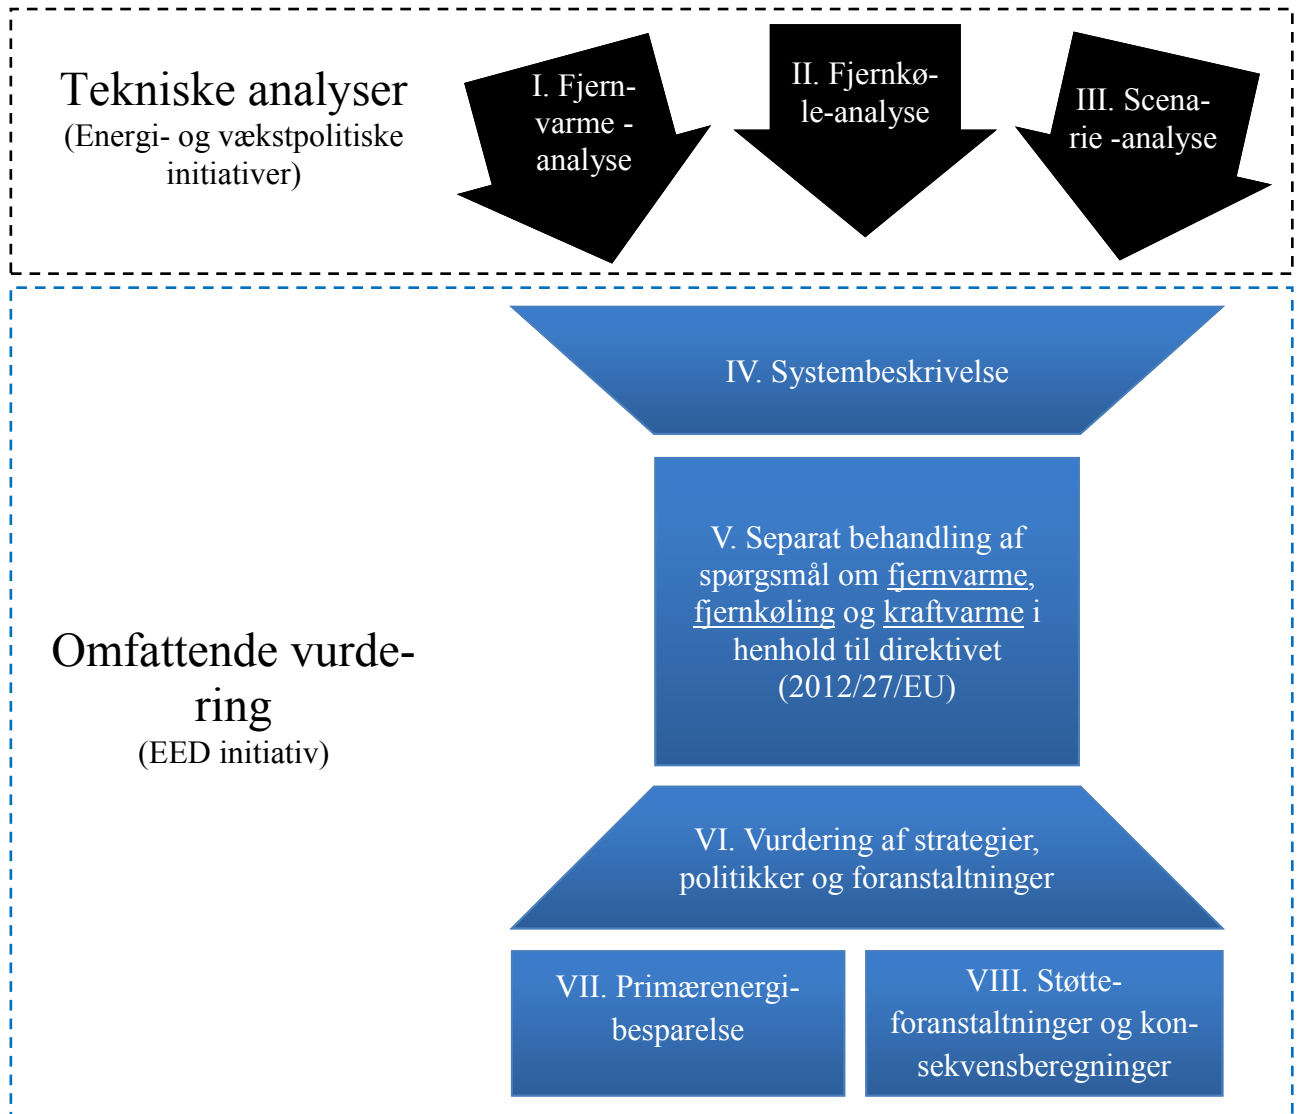 Tekniske analyser
(Energi- og vækstpolitiske
initiativer)
I. Fjern-
varme -
analyse
II. Fjernkø-
le-analyse
III. Scena-
rie -analyse
IV. Systembeskrivelse
Omfattende vurde-
ring
(EED initiativ)
V. Separat behandling af
spørgsmål om fjernvarme,
fjernkøling og kraftvarme i
henhold til direktivet
(2012/27/EU)
VI. Vurdering af strategier,
politikker og foranstaltninger
VII. Primærenergi-
besparelse
VIII. Støtte-
foranstaltninger og kon-
sekvensberegninger